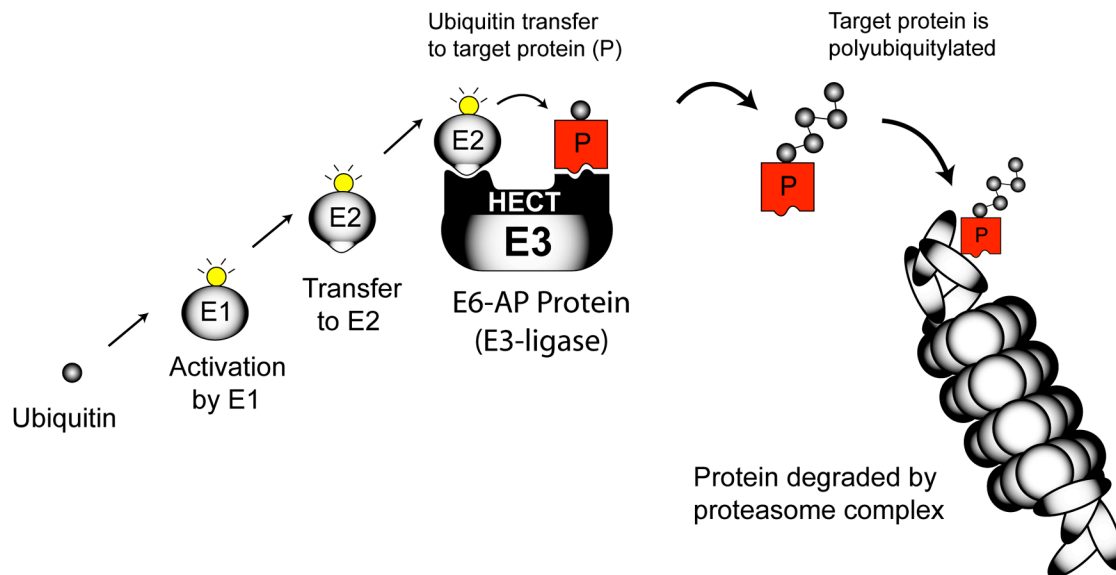 Ubiquitin
E1
Activation
by E1
E2
Transfer
to E2
Ubiquitin transfer
to target protein (P)
E2
P
HECT
E3
E6-AP Protein
(E3-ligase)
Target protein is
polyubiquitylated
P
P
Protein degraded by
proteasome complex